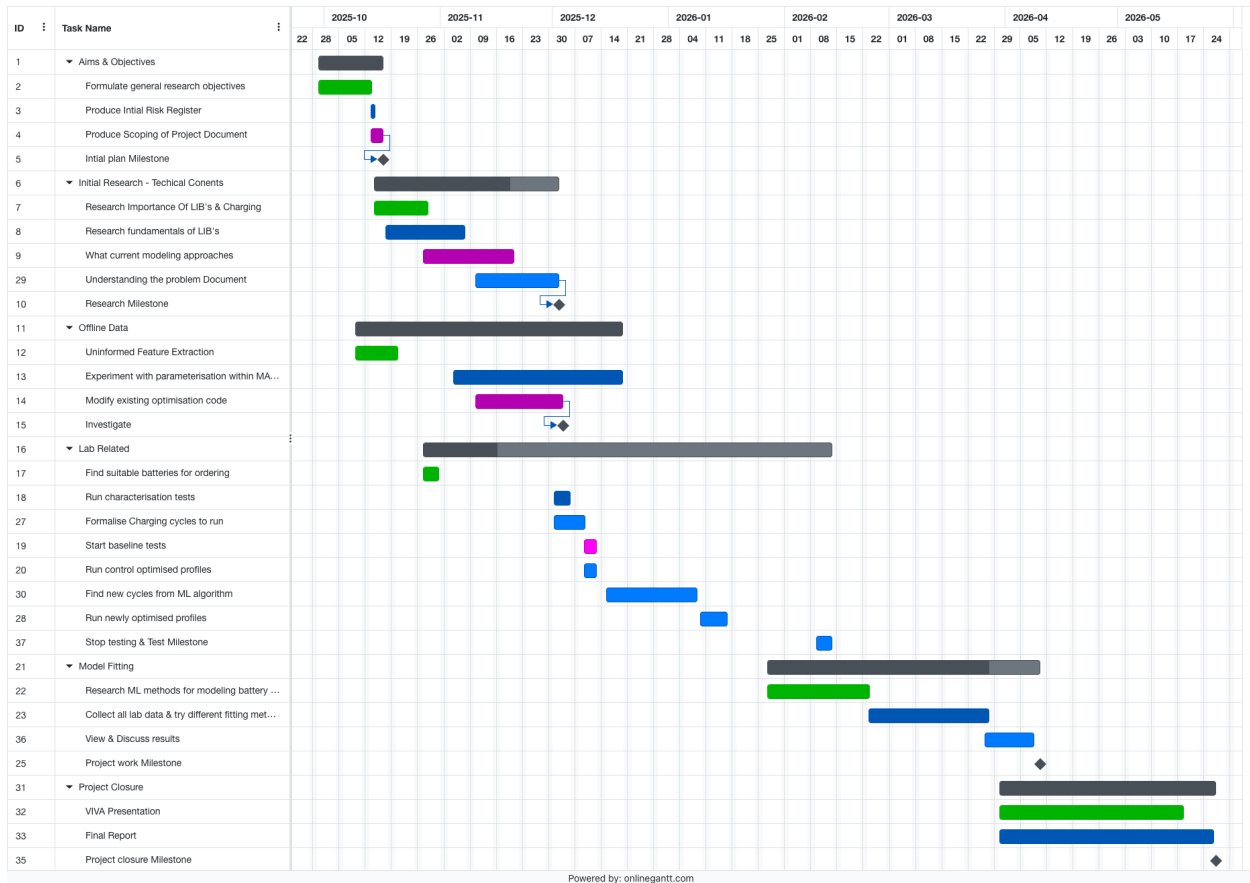 ID Task Name 2025-10 2025-11 2025-12 2026-01 2026-02 2026-03 2026-04 2026-05
22 28 05 12 19 26 02 09 16 23 30 07 14 21 28 04 11 18 25 01 08 15 22 01 08 15 22 29 05 12 19 26 03 10 17 24
1 Aims & Objectives
2 Formulate general research objectives
3 Produce Intial Risk Register
4 Produce Scoping of Project Document
5 Intial plan Milestone
6 Initial Research - Techical Conents
7 Research Importance Of LIB's & Charging
8 Research fundamentals of LIB's
9 What current modeling approaches
29 Understanding the problem Document
10 Research Milestone
11 Offline Data
12 Uninformed Feature Extraction
13 Experiment with parameterisation within MA...
14 Modify existing optimisation code
15 Investigate
16 Lab Related
17 Find suitable batteries for ordering
18 Run characterisation tests
27 Formalise Charging cycles to run
19 Start baseline tests
20 Run control optimised profiles
30 Find new cycles from ML algorithm
28 Run newly optimised profiles
37 Stop testing & Test Milestone
21 Model Fitting
22 Research ML methods for modeling battery ...
23 Collect all lab data & try different fitting met...
36 View & Discuss results
25 Project work Milestone
31 Project Closure
32 VIVA Presentation
33 Final Report
35 Project closure Milestone
Powered by: onlinegantt.com